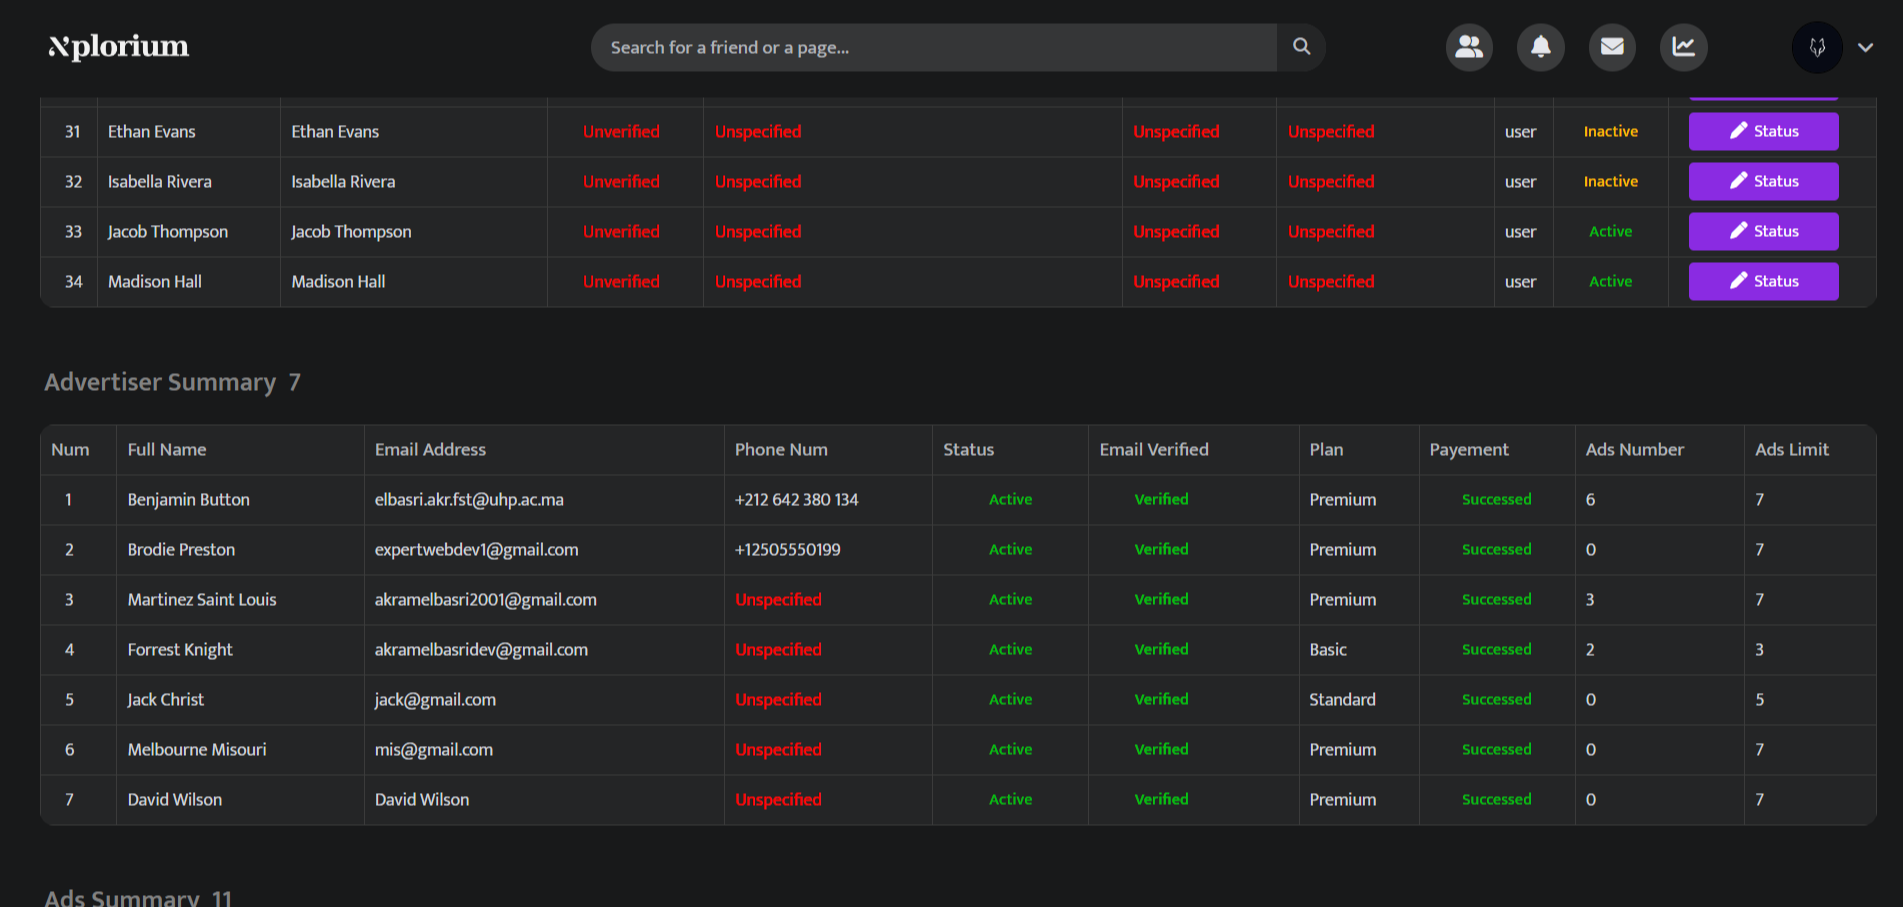 Xplorium
Search for a friend or a page...
31 Ethan Evans Ethan Evans Unverified Unspecified Unspecified Unspecified user Inactive Status
32 Isabella Rivera Isabella Rivera Unverified Unspecified Unspecified Unspecified user Inactive Status
33 Jacob Thompson Jacob Thompson Unverified Unspecified Unspecified Unspecified user Active Status
34 Madison Hall Madison Hall Unverified Unspecified Unspecified Unspecified user Active Status
Advertiser Summary 7
Num Full Name Email Address Phone Num Status Email Verified Plan Payement Ads Number Ads Limit
1 Benjamin Button elbasri.akr.fst@uhp.ac.ma +212 642 380 134 Active Verified Premium Successed 6 7
2 Brodie Preston expertwebdev1@gmail.com +12505550199 Active Verified Premium Successed 0 7
3 Martinez Saint Louis akramelbasri2001@gmail.com Unspecified Active Verified Premium Successed 3 7
4 Forrest Knight akramelbasridev@gmail.com Unspecified Active Verified Basic Successed 2 3
5 Jack Christ jack@gmail.com Unspecified Active Verified Standard Successed 0 5
6 Melbourne Misouri mis@gmail.com Unspecified Active Verified Premium Successed 0 7
7 David Wilson David Wilson Unspecified Active Verified Premium Successed 0 7
Ads Summary 11